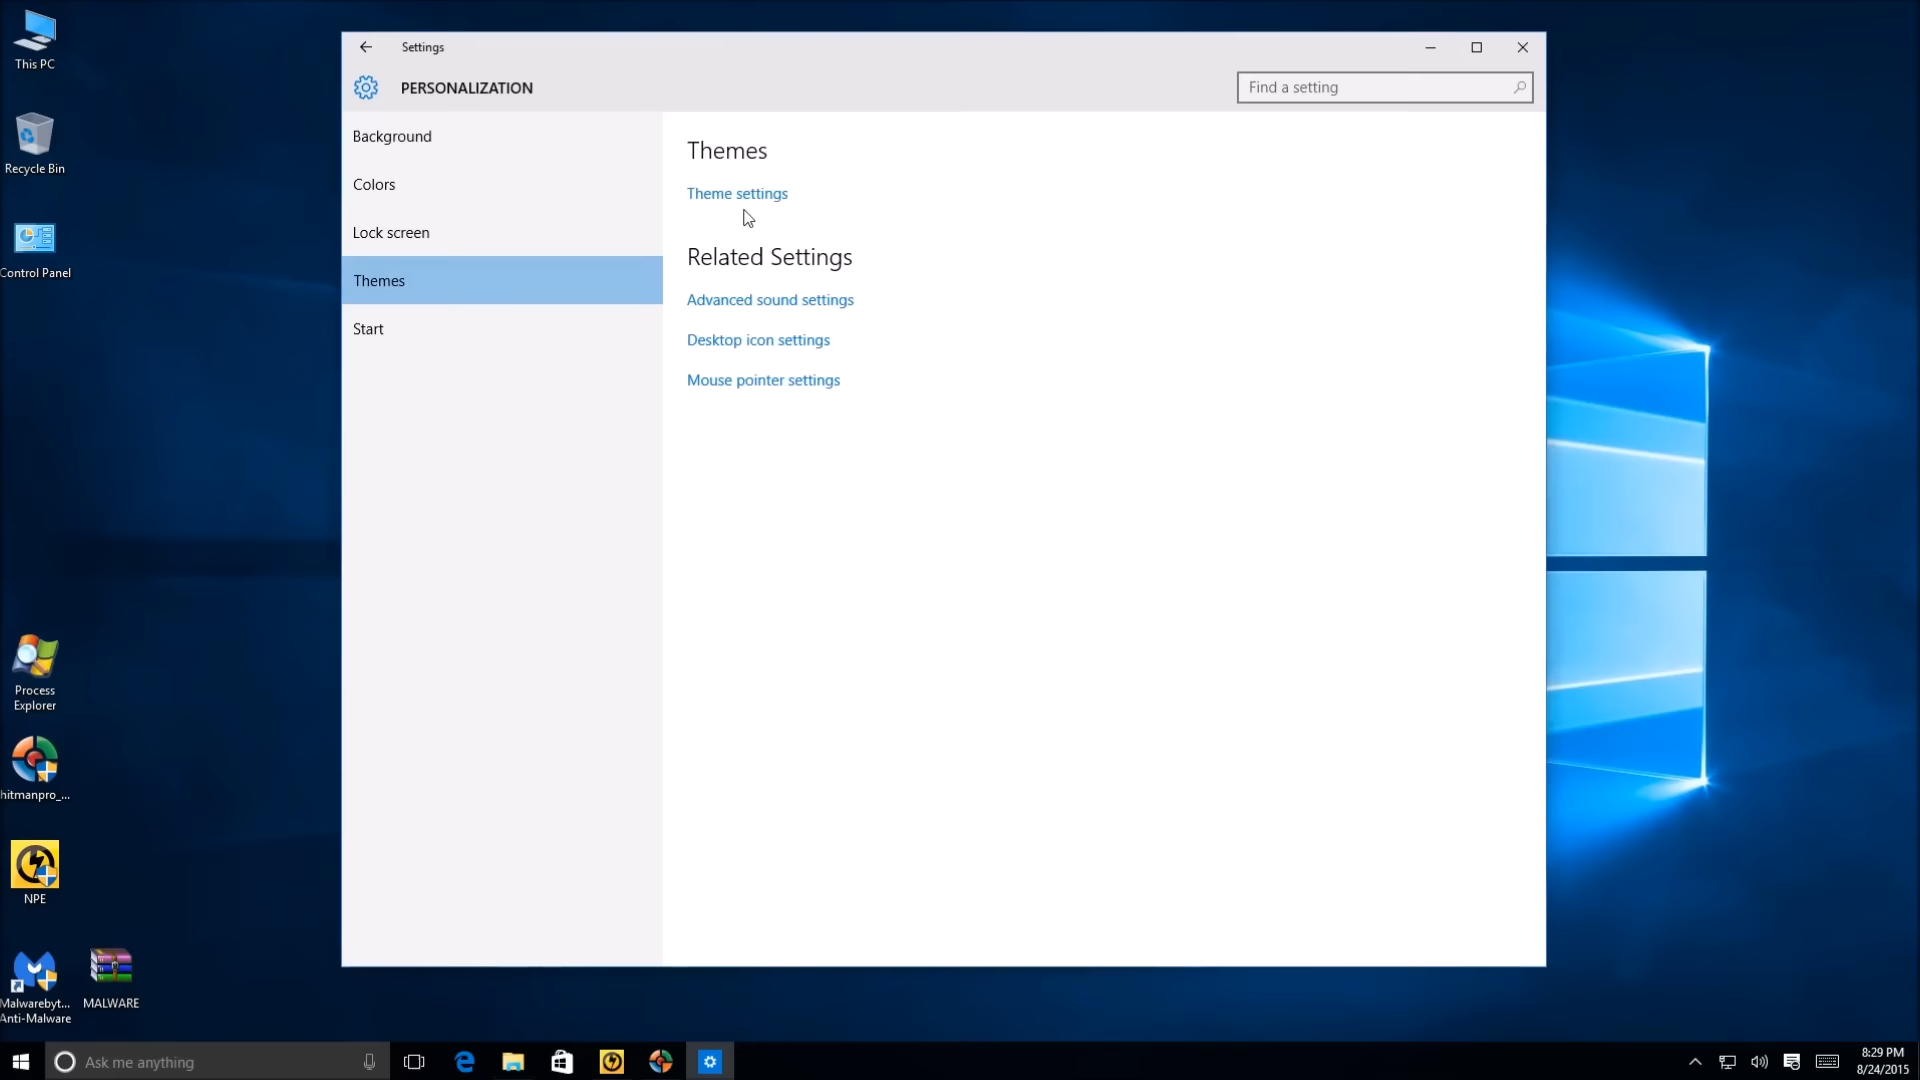 This PC
Recycle Bin
Control Panel
Process
Explorer
hitmanpro_...
NPE
Malwarebyt...
Anti-Malware
MALWARE
Settings
PERSONALIZATION
Find a setting
Background
Colors
Lock screen
Themes
Start
Themes
Theme settings
Related Settings
Advanced sound settings
Desktop icon settings
Mouse pointer settings
Ask me anything
8:29 PM
8/24/2015